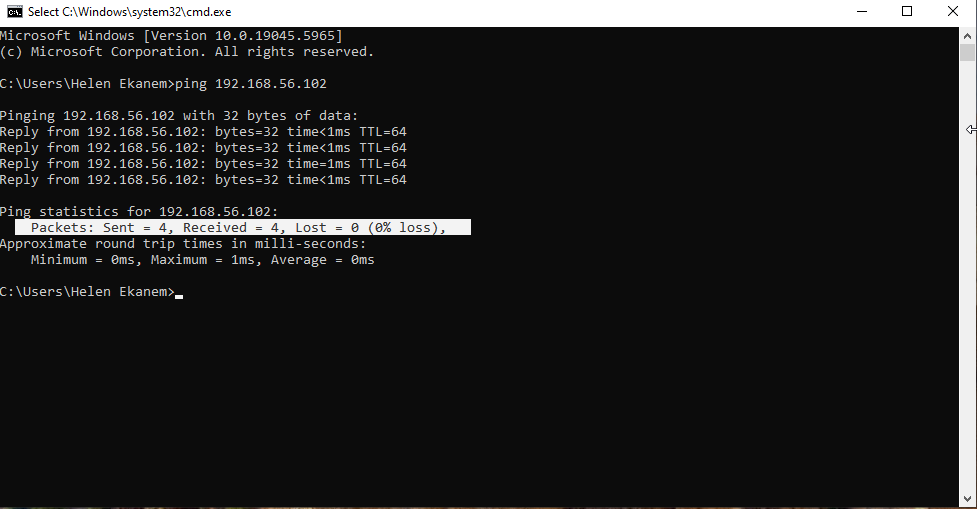 Select C:\Windows\system32\cmd.exe
Microsoft Windows [Version 10.0.19045.5965]
(c) Microsoft Corporation. All rights reserved.
C:\Users\Helen Ekanem>ping 192.168.56.102
Pinging 192.168.56.102 with 32 bytes of data:
Reply from 192.168.56.102: bytes=32 time<1ms TTL=64
Reply from 192.168.56.102: bytes=32 time<1ms TTL=64
Reply from 192.168.56.102: bytes=32 time=1ms TTL=64
Reply from 192.168.56.102: bytes=32 time<1ms TTL=64
Ping statistics for 192.168.56.102:
Packets: Sent = 4, Received = 4, Lost = 0 (0% loss),
Approximate round trip times in milli-seconds:
Minimum = 0ms, Maximum = 1ms, Average = 0ms
C:\Users\Helen Ekanem>